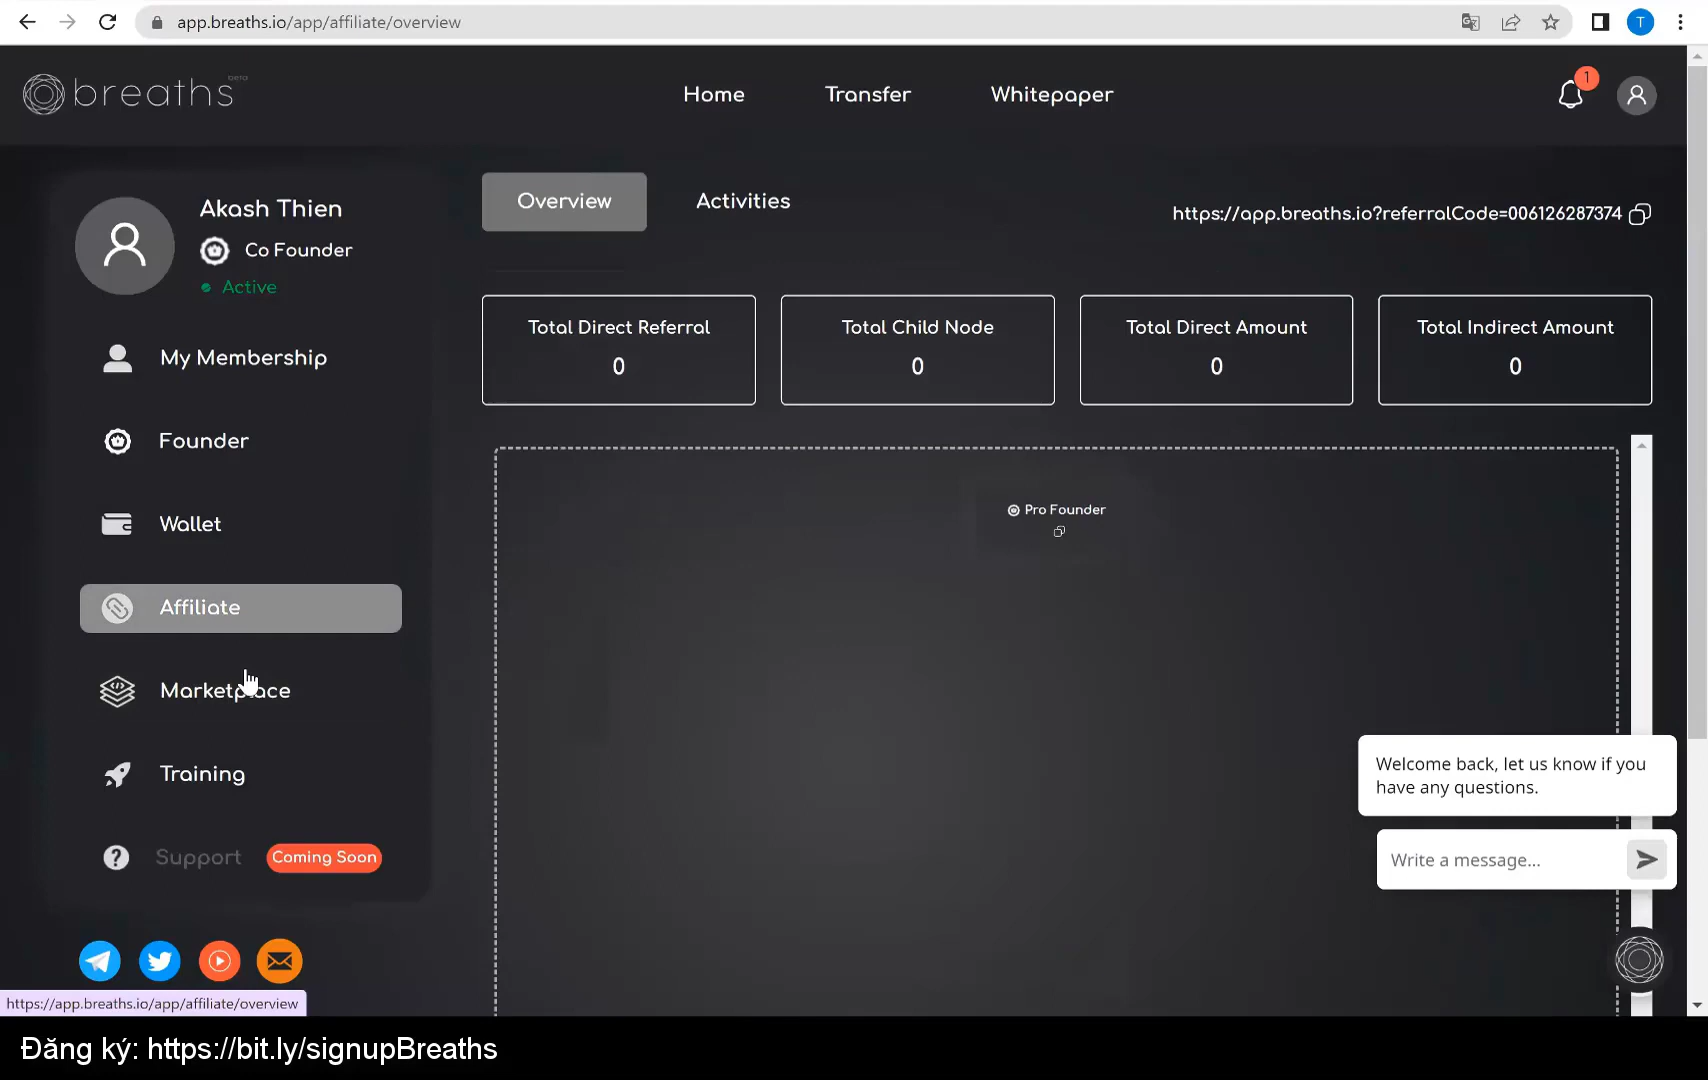 app.breaths.io/app/affiliate/overview
T
breaths beta
Home
Transfer
Whitepaper
1
Akash Thien
Co Founder
Active
My Membership
Founder
Wallet
Affiliate
Marketplace
Training
Support
Coming Soon
Overview
Activities
https://app.breaths.io?referralCode=006126287374
Total Direct Referral
0
Total Child Node
0
Total Direct Amount
0
Total Indirect Amount
0
Pro Founder
Welcome back, let us know if you
have any questions.
Write a message...
https://app.breaths.io/app/affiliate/overview
Đăng ký: https://bit.ly/signupBreaths